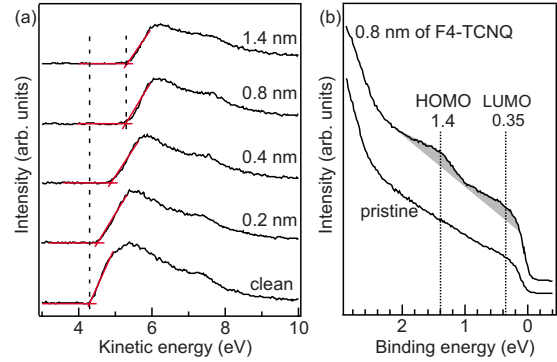 (a)
Intensity (arb. units)
1.4 nm
0.8 nm
0.4 nm
0.2 nm
clean
4 6 8 10
Kinetic energy (eV)
(b)
Intensity (arb. units)
0.8 nm of F4-TCNQ
HOMO LUMO
1.4 0.35
pristine
2 1 0
Binding energy (eV)